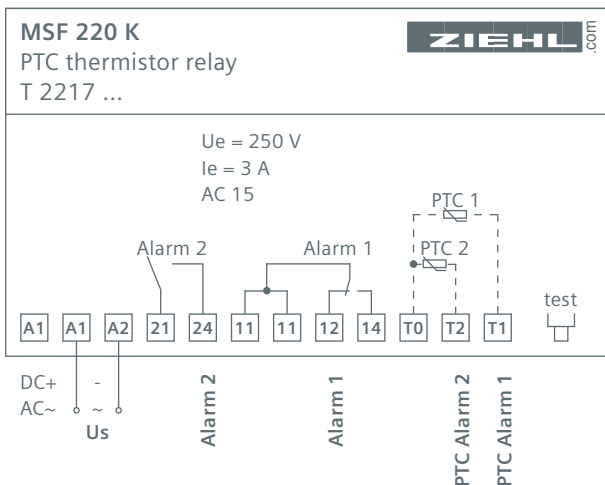 MSF 220 K
PTC thermistor relay
T 2217 ...
ZIEHL.com
Ue = 250 V
Ie = 3 A
AC 15
PTC 1
Alarm 2 Alarm 1 PTC 2
test
A1 A1 A2 21 24 11 11 12 14 T0 T2 T1
DC+ -
AC~ ~
Us
Alarm 2
Alarm 1
PTC Alarm 2
PTC Alarm 1